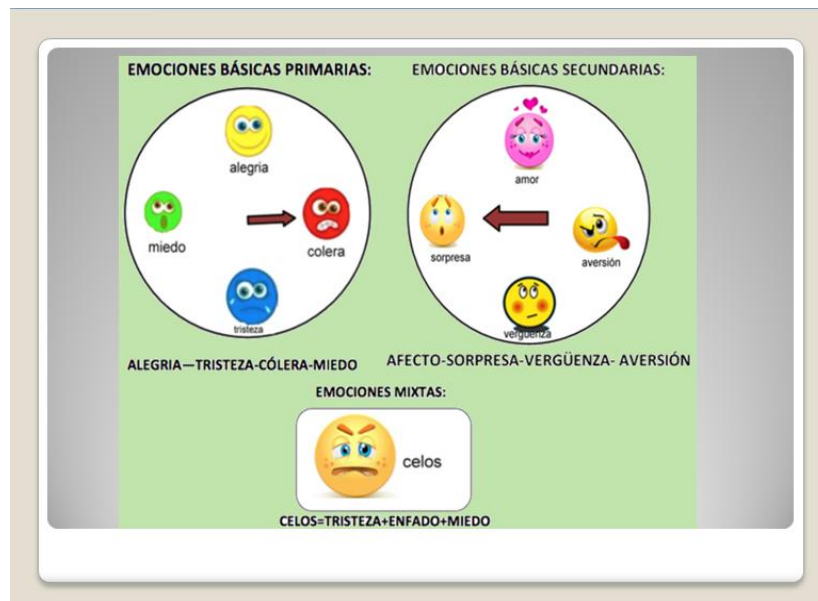 EMOCIONES BÁSICAS PRIMARIAS:
alegria
miedo
colera
tristeza
ALEGRIA—TRISTEZA-CÓLERA-MIEDO
EMOCIONES BÁSICAS SECUNDARIAS:
amor
sorpresa
aversión
vergüenza
AFECTO-SORPRESA-VERGÜENZA- AVERSIÓN
EMOCIONES MIXTAS:
celos
CELOS=TRISTEZA+ENFADO+MIEDO